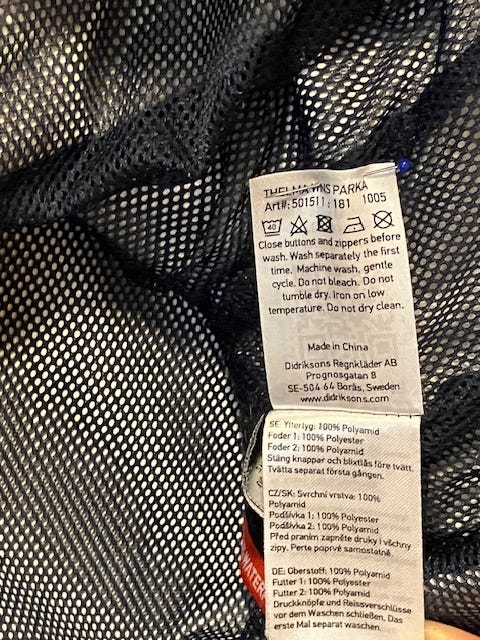 THELMA WNS PARKA
Art#: 501511 : 181 1005
40
Close buttons and zippers before
wash. Wash separately the first
time. Machine wash, gentle
cycle. Do not bleach. Do not
tumble dry. Iron on low
temperature. Do not dry clean.
Made in China
Didriksons Regnkläder AB
Prognosgatan 8
SE-504 64 Borås, Sweden
www.didriksons.com
SE: Ytterlyg: 100% Polyamid
Foder 1: 100% Polyester
Foder 2: 100% Polyamid
Stäng knappar och blixtlås före tvätt.
Tvätta separat första gången.
CZ/SK: Svrchní vrstva: 100%
Polyamid
Podšívka 1: 100% Polyester
Podšívka 2: 100% Polyamid
Před praním zapněte druky i všchny
zipy. Perte poprvé samostatně.
DE: Oberstoff: 100% Polyamid
Futter 1: 100% Polyester
Futter 2: 100% Polyamid
Druckknöpfe und Reissverschlüsse
vor dem Waschen schließen. Das
erste Mal separat waschen.
WATER